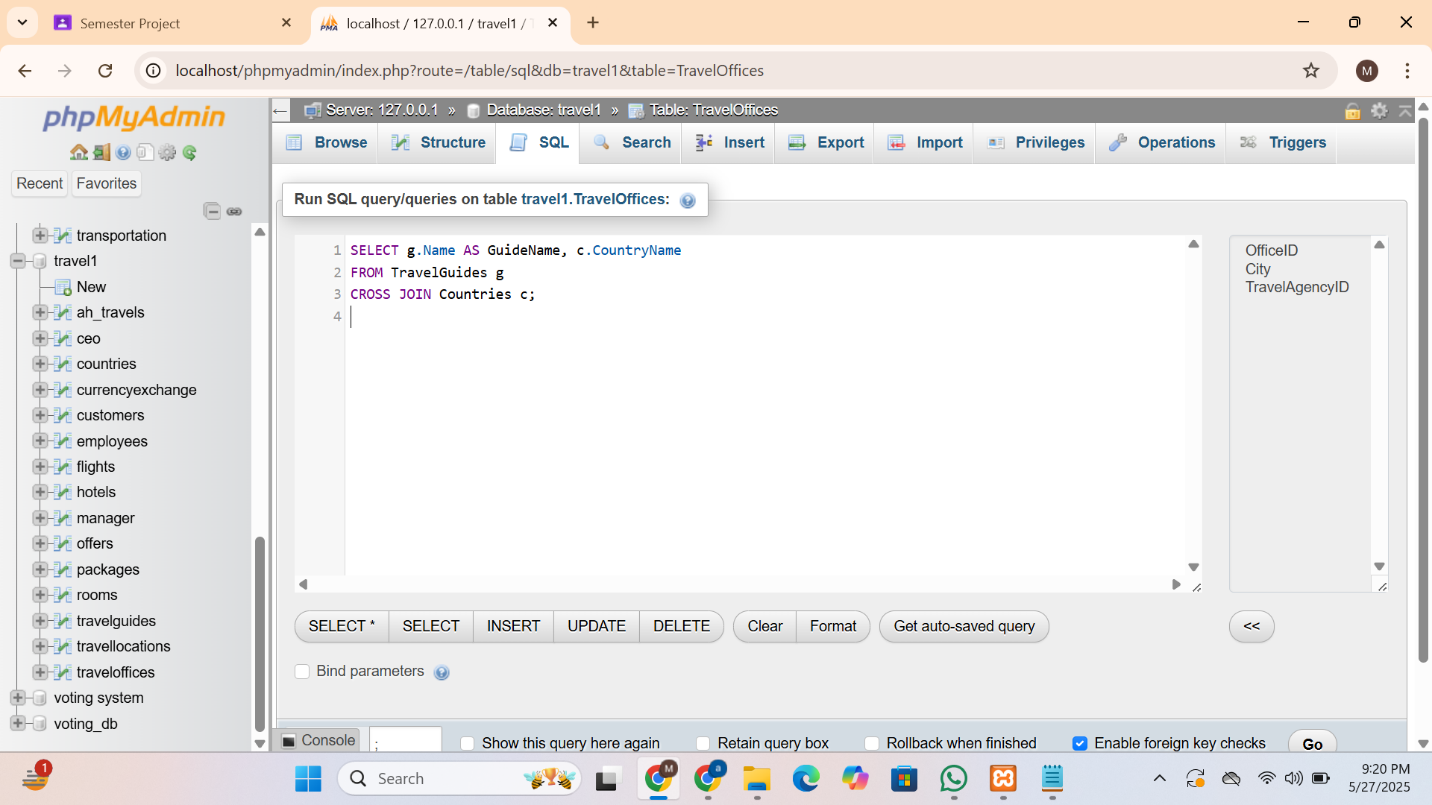 Semester Project
localhost / 127.0.0.1 / travel1 / T
localhost/phpmyadmin/index.php?route=/table/sql&db=travel1&table=TravelOffices
M
phpMyAdmin
Recent
Favorites
transportation
travel1
New
ah_travels
ceo
countries
currencyexchange
customers
employees
flights
hotels
manager
offers
packages
rooms
travelguides
travellocations
traveloffices
voting system
voting_db
Server: 127.0.0.1 » Database: travel1 » Table: TravelOffices
Browse Structure SQL Search Insert Export Import Privileges Operations Triggers
Run SQL query/queries on table travel1.TravelOffices:
1 SELECT g.Name AS GuideName, c.CountryName
2 FROM TravelGuides g
3 CROSS JOIN Countries c;
4
OfficeID
City
TravelAgencyID
SELECT * SELECT INSERT UPDATE DELETE Clear Format Get auto-saved query <<
Bind parameters
Console ; Show this query here again Retain query box Rollback when finished Enable foreign key checks Go
1
Search
M
a
9:20 PM
5/27/2025